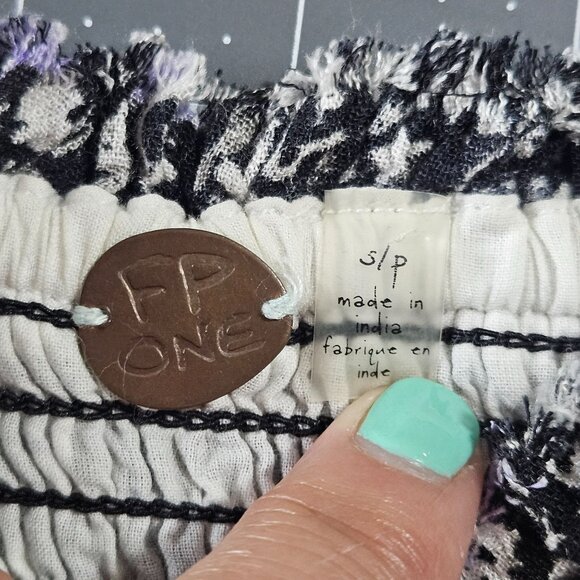 FP
ONE
s/p
made in
india
fabrique en
inde